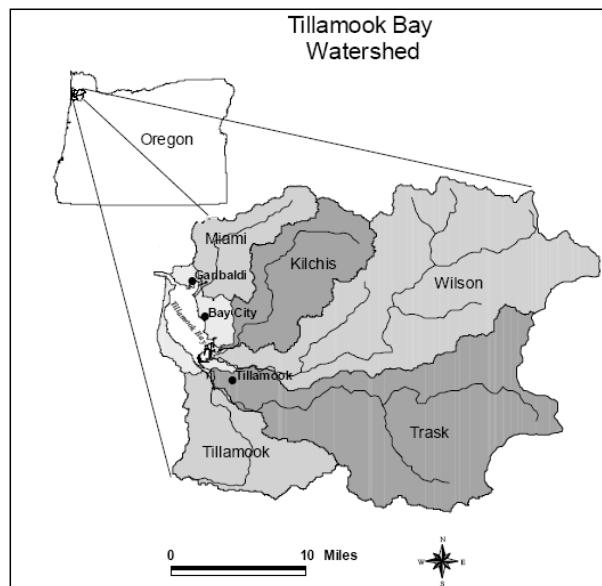 Tillamook Bay
Watershed
Oregon
Miami
Kilchis
Garibaldi
Wilson
Bay City
Tillamook Bay
Tillamook
Trask
Tillamook
0 10 Miles
N
W E
S